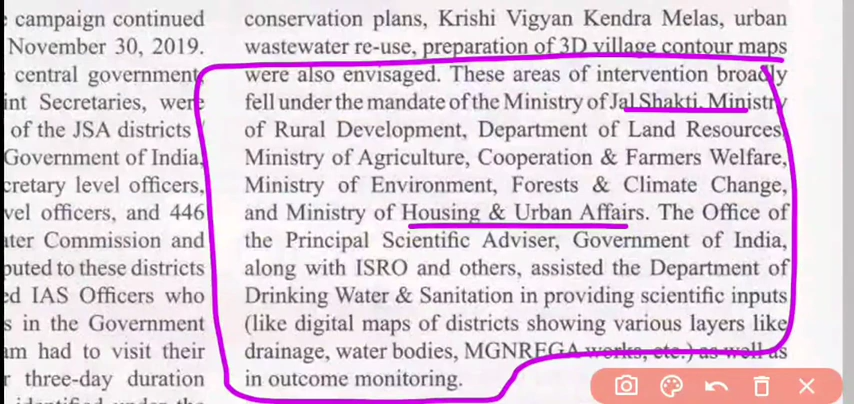 campaign continued
November 30, 2019.
central government,
int Secretaries, were
of the JSA districts
Government of India,
cretary level officers,
vel officers, and 446
ater Commission and
puted to these districts
ed IAS Officers who
s in the Government
am had to visit their
r three-day duration
identified under the
conservation plans, Krishi Vigyan Kendra Melas, urban
wastewater re-use, preparation of 3D village contour maps
were also envisaged. These areas of intervention broadly
fell under the mandate of the Ministry of Jal Shakti, Ministry
of Rural Development, Department of Land Resources,
Ministry of Agriculture, Cooperation & Farmers Welfare,
Ministry of Environment, Forests & Climate Change,
and Ministry of Housing & Urban Affairs. The Office of
the Principal Scientific Adviser, Government of India,
along with ISRO and others, assisted the Department of
Drinking Water & Sanitation in providing scientific inputs
(like digital maps of districts showing various layers like
drainage, water bodies, MGNREGA works, etc.) as well as
in outcome monitoring.